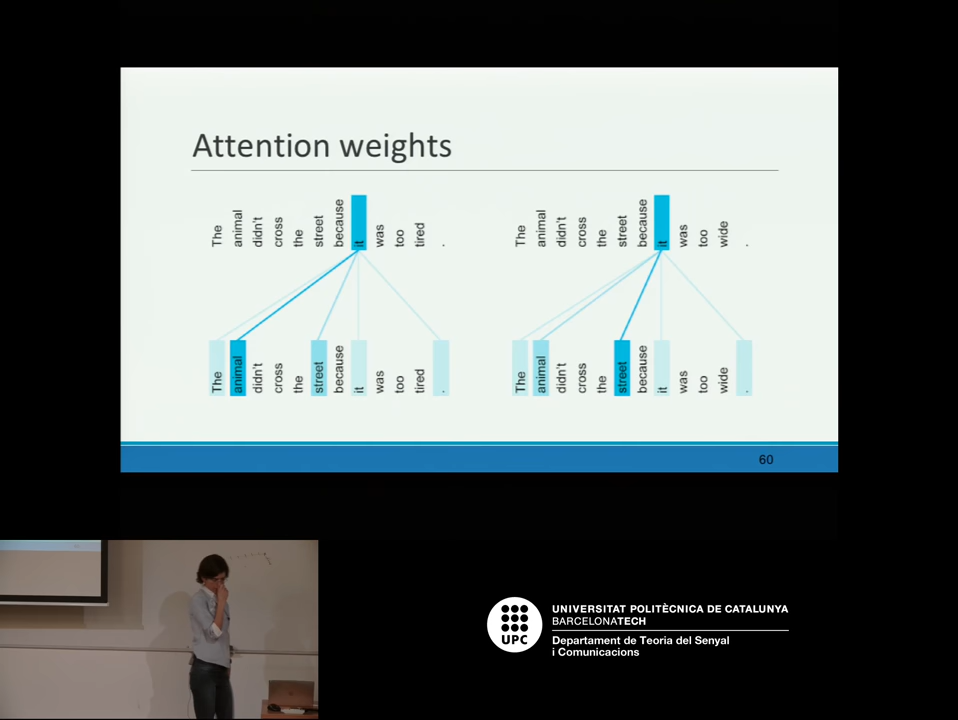 Attention weights
The animal didn't cross the street because it was too tired .
The animal didn't cross the street because it was too wide .
The animal didn't cross the street because it was too tired .
The animal didn't cross the street because it was too wide .
60
UNIVERSITAT POLITÈCNICA DE CATALUNYA
BARCELONATECH
UPC
Departament de Teoria del Senyal
i Comunicacions